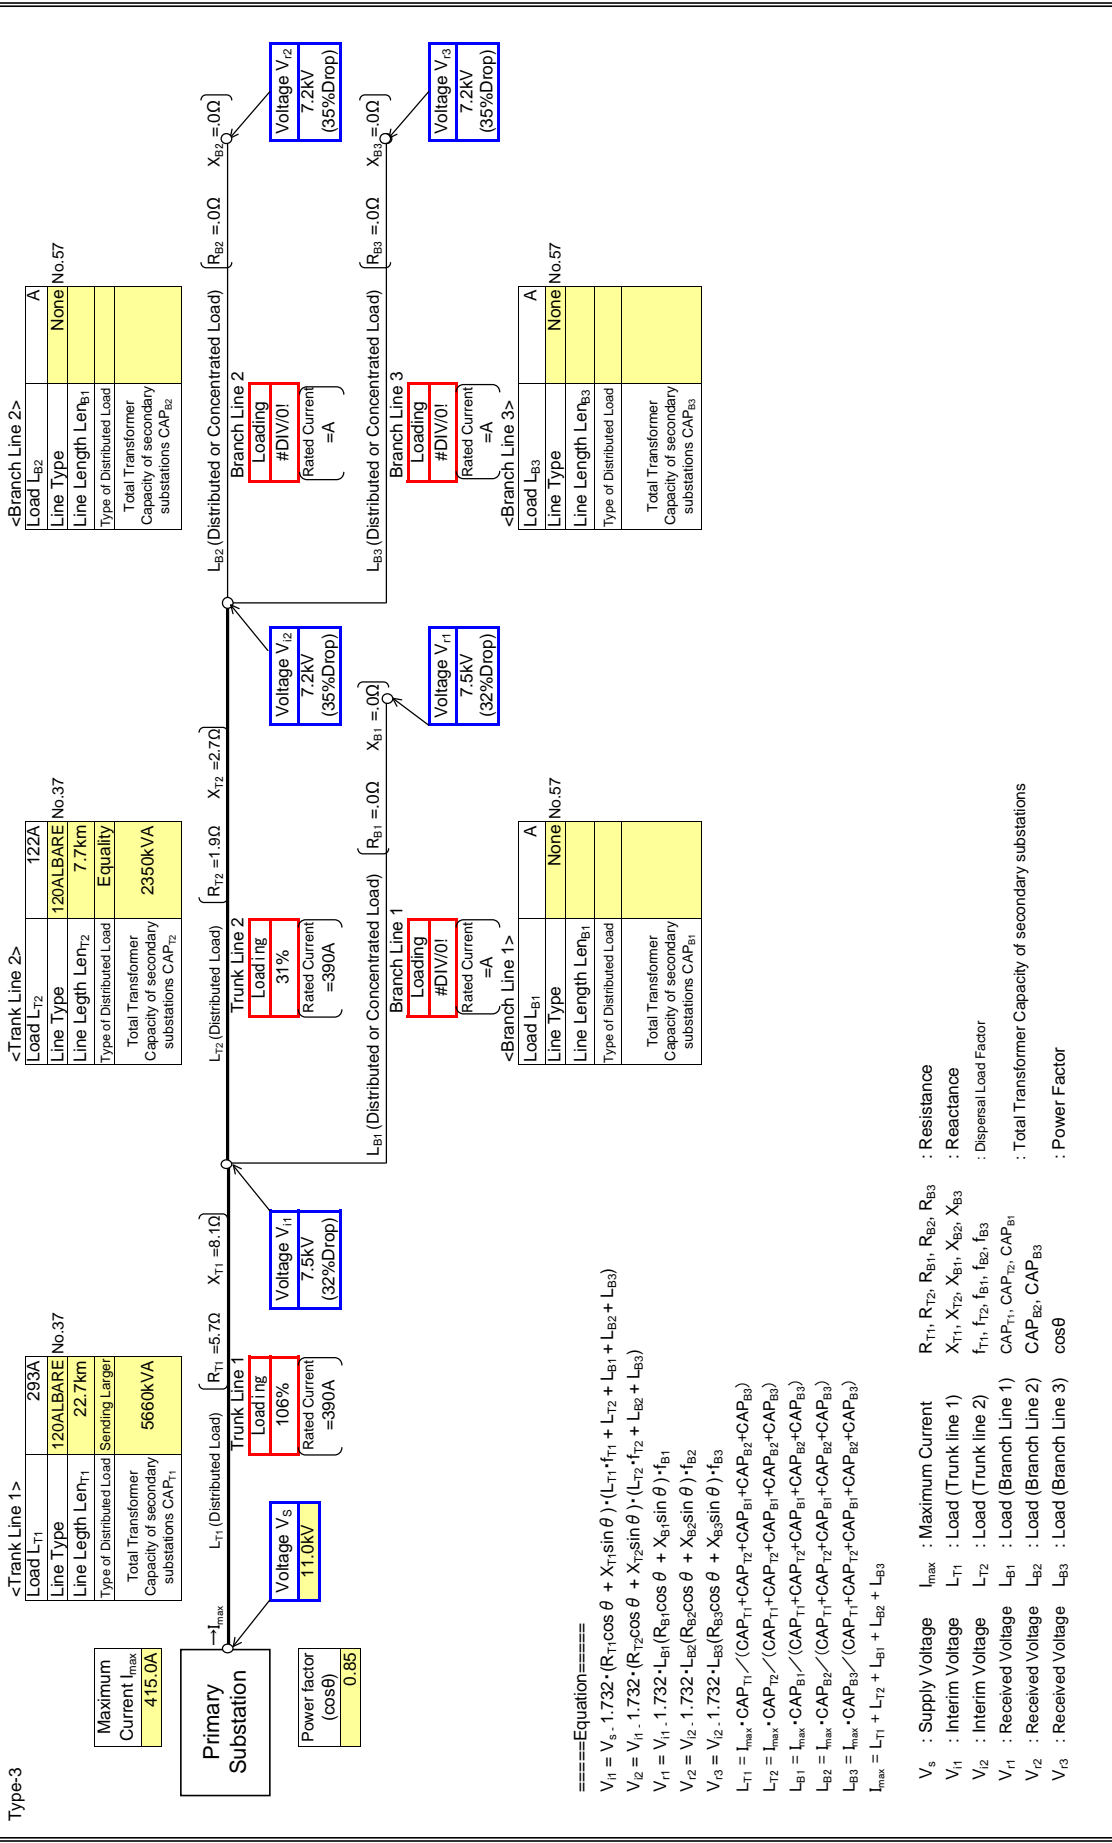 Type-3
Maximum
Current Imax
415.0A
Primary
Substation
→Imax
Power factor
(cosθ)
0.85
Voltage VS
11.0kV
<Trank Line 1>
Load LT1 293A
Line Type 120ALBARE No.37
Line Legth LenT1 22.7km
Type of Distributed Load Sending Larger
Total Transformer
Capacity of secondary
substations CAPT1
5660kVA
LT1 (Distributed Load)
RT1 =5.7Ω XT1 =8.1Ω
Trunk Line 1
Loading
106%
Rated Current
=390A
Voltage Vi1
7.5kV
(32%Drop)
<Trank Line 2>
Load LT2 122A
Line Type 120ALBARE No.37
Line Legth LenT2 7.7km
Type of Distributed Load Equality
Total Transformer
Capacity of secondary
substations CAPT2
2350kVA
LT2 (Distributed Load)
RT2 =1.9Ω XT2 =2.7Ω
Trunk Line 2
Loading
31%
Rated Current
=390A
Voltage Vi2
7.2kV
(35%Drop)
LB1 (Distributed or Concentrated Load)
RB1 =.0Ω XB1 =.0Ω
Branch Line 1
Loading
#DIV/0!
Rated Current
=A
Voltage Vr1
7.5kV
(32%Drop)
<Branch Line 1>
Load LB1 A
Line Type None No.57
Line Length LenB1
Type of Distributed Load
Total Transformer
Capacity of secondary
substations CAPB1
<Branch Line 2>
Load LB2 A
Line Type None No.57
Line Length LenB1
Type of Distributed Load
Total Transformer
Capacity of secondary
substations CAPB2
LB2 (Distributed or Concentrated Load)
RB2 =.0Ω XB2 =.0Ω
Branch Line 2
Loading
#DIV/0!
Rated Current
=A
Voltage Vr2
7.2kV
(35%Drop)
LB3 (Distributed or Concentrated Load)
RB3 =.0Ω XB3 =.0Ω
Branch Line 3
Loading
#DIV/0!
Rated Current
=A
Voltage Vr3
7.2kV
(35%Drop)
<Branch Line 3>
Load LB3 A
Line Type None No.57
Line Length LenB3
Type of Distributed Load
Total Transformer
Capacity of secondary
substations CAPB3
=====Equation=====
Vi1 = Vs - 1.732・(RT1cos θ + XT1sin θ)・(LT1・fT1 + LT2 + LB1 + LB2 + LB3)
Vi2 = Vi1 - 1.732・(RT2cos θ + XT2sin θ)・(LT2・fT2 + LB2 + LB3)
Vr1 = Vi1 - 1.732・LB1(RB1cos θ + XB1sin θ)・fB1
Vr2 = Vi2 - 1.732・LB2(RB2cos θ + XB2sin θ)・fB2
Vr3 = Vi2 - 1.732・LB3(RB3cos θ + XB3sin θ)・fB3
LT1 = Imax・CAPT1／(CAPT1+CAPT2+CAPB1+CAPB2+CAPB3)
LT2 = Imax・CAPT2／(CAPT1+CAPT2+CAPB1+CAPB2+CAPB3)
LB1 = Imax・CAPB1／(CAPT1+CAPT2+CAPB1+CAPB2+CAPB3)
LB2 = Imax・CAPB2／(CAPT1+CAPT2+CAPB1+CAPB2+CAPB3)
LB3 = Imax・CAPB3／(CAPT1+CAPT2+CAPB1+CAPB2+CAPB3)
Imax = LT1 + LT2 + LB1 + LB2 + LB3
Vs : Supply Voltage Imax : Maximum Current RT1, RT2, RB1, RB2, RB3 : Resistance
Vi1 : Interim Voltage LT1 : Load (Trunk line 1) XT1, XT2, XB1, XB2, XB3 : Reactance
Vi2 : Interim Voltage LT2 : Load (Trunk line 2) fT1, fT2, fB1, fB2, fB3 : Dispersal Load Factor
Vr1 : Received Voltage LB1 : Load (Branch Line 1) CAPT1, CAPT2, CAPB1
Vr2 : Received Voltage LB2 : Load (Branch Line 2) CAPB2, CAPB3 : Total Transformer Capacity of secondary substations
Vr3 : Received Voltage LB3 : Load (Branch Line 3) cosθ : Power Factor